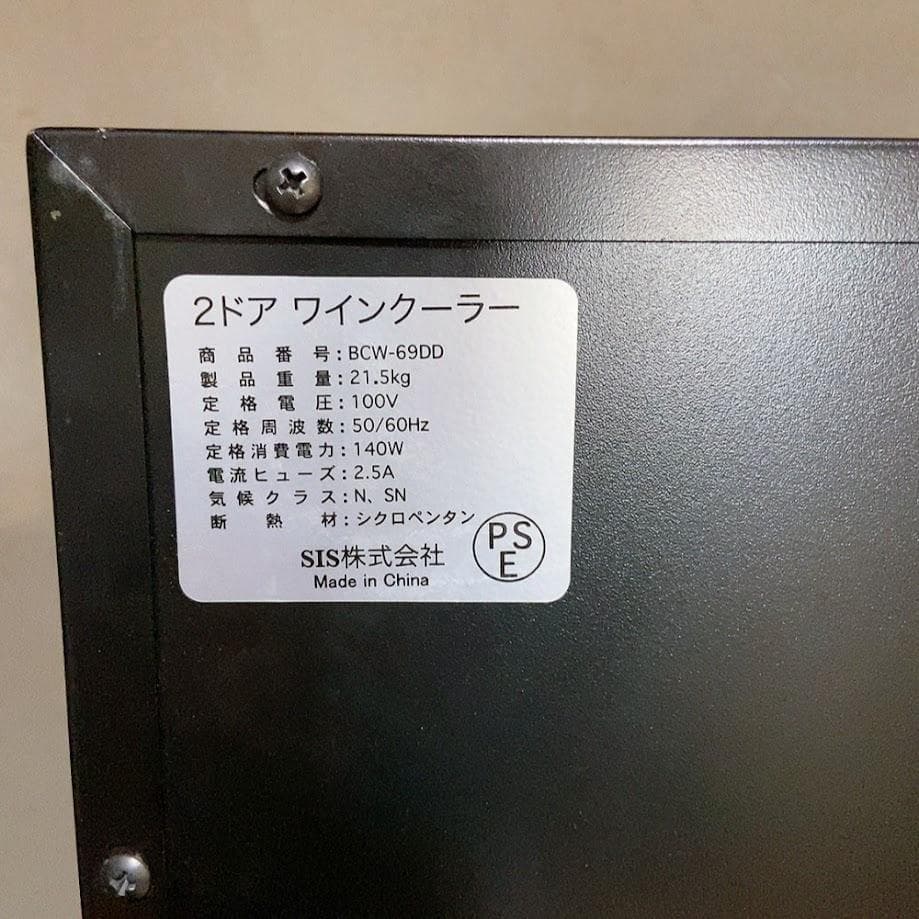 2ドア ワインクーラー
商品番号：BCW-69DD
製品重量：21.5kg
定格電圧：100V
定格周波数：50/60Hz
定格消費電力：140W
電流ヒューズ：2.5A
気候クラス：N、SN
断熱材：シクロペンタン
PS
E
SIS株式会社
Made in China